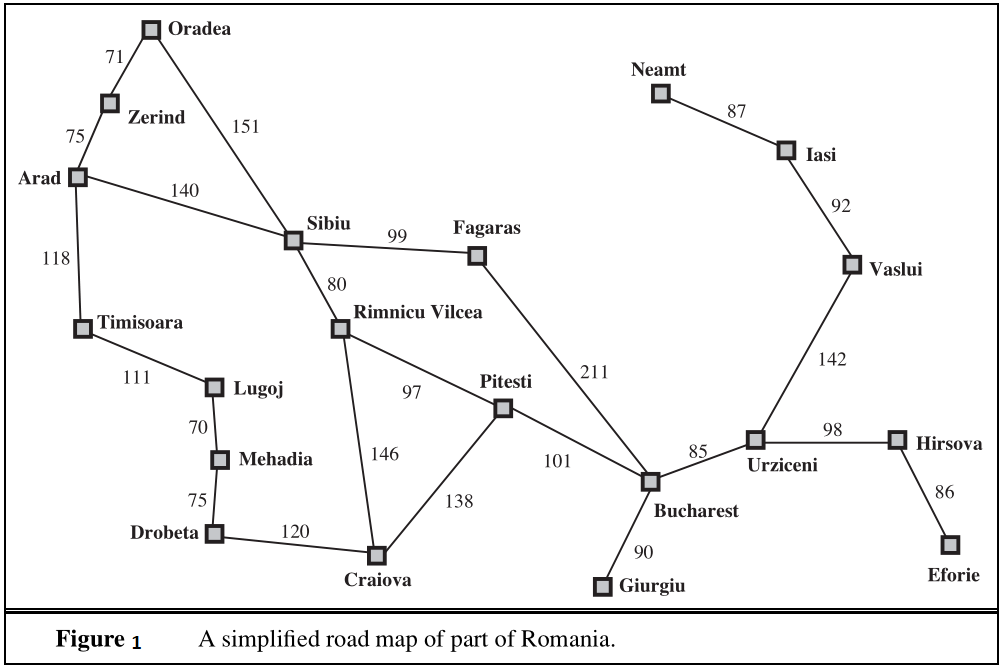 Oradea
71
Neamt
87
Zerind
151
75
Iasi
Arad
140
92
Sibiu
Fagaras
99
118
80
Vaslui
Rimnicu Vilcea
Timisoara
142
111
211
Pitesti
Lugoj
97
70
98
Hirsova
Mehadia
146
101
85
Urziceni
75
138
86
Bucharest
Drobeta
120
90
Craiova
Giurgiu
Eforie
Figure 1 A simplified road map of part of Romania.